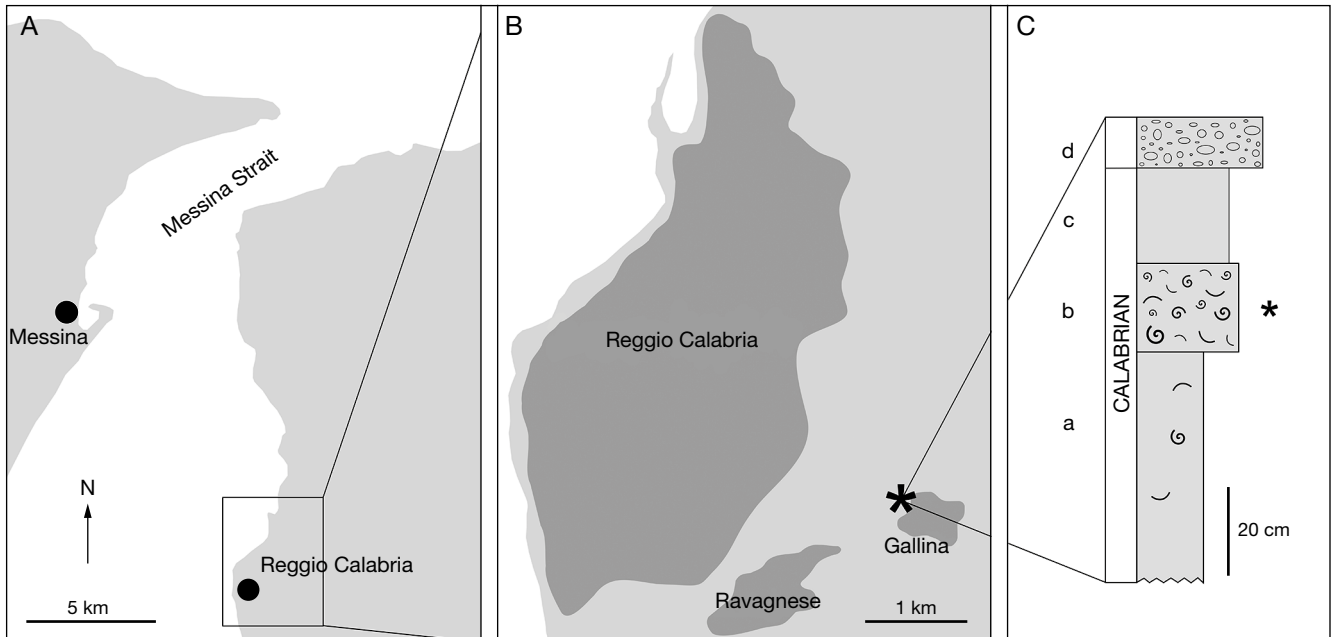 A
Messina Strait
Messina
N
Reggio Calabria
5 km
B
Reggio Calabria
Gallina
Ravagnese
1 km
C
d
c
b
*
a
CALABRIAN
20 cm